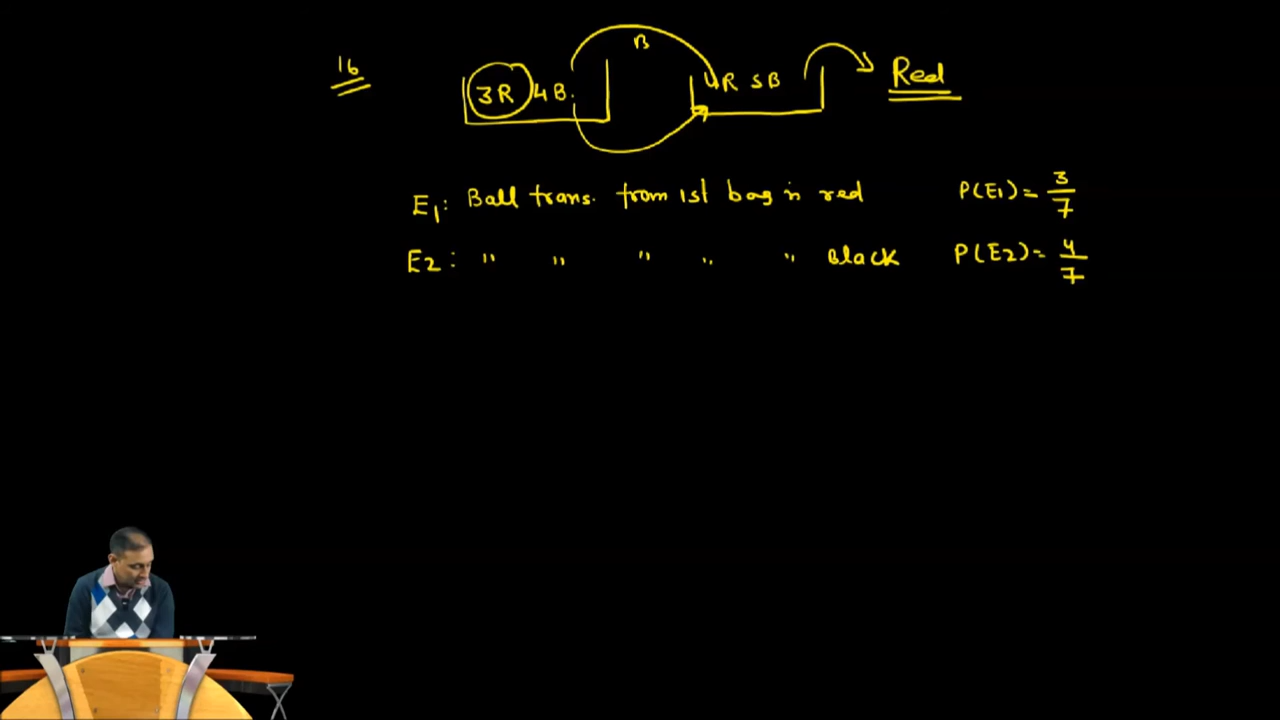 16
B
3R 4B.
4R 5B
Red
E1: Ball trans. from 1st bag is red P(E1) = 3/7
E2: " " " " " Black P(E2) = 4/7